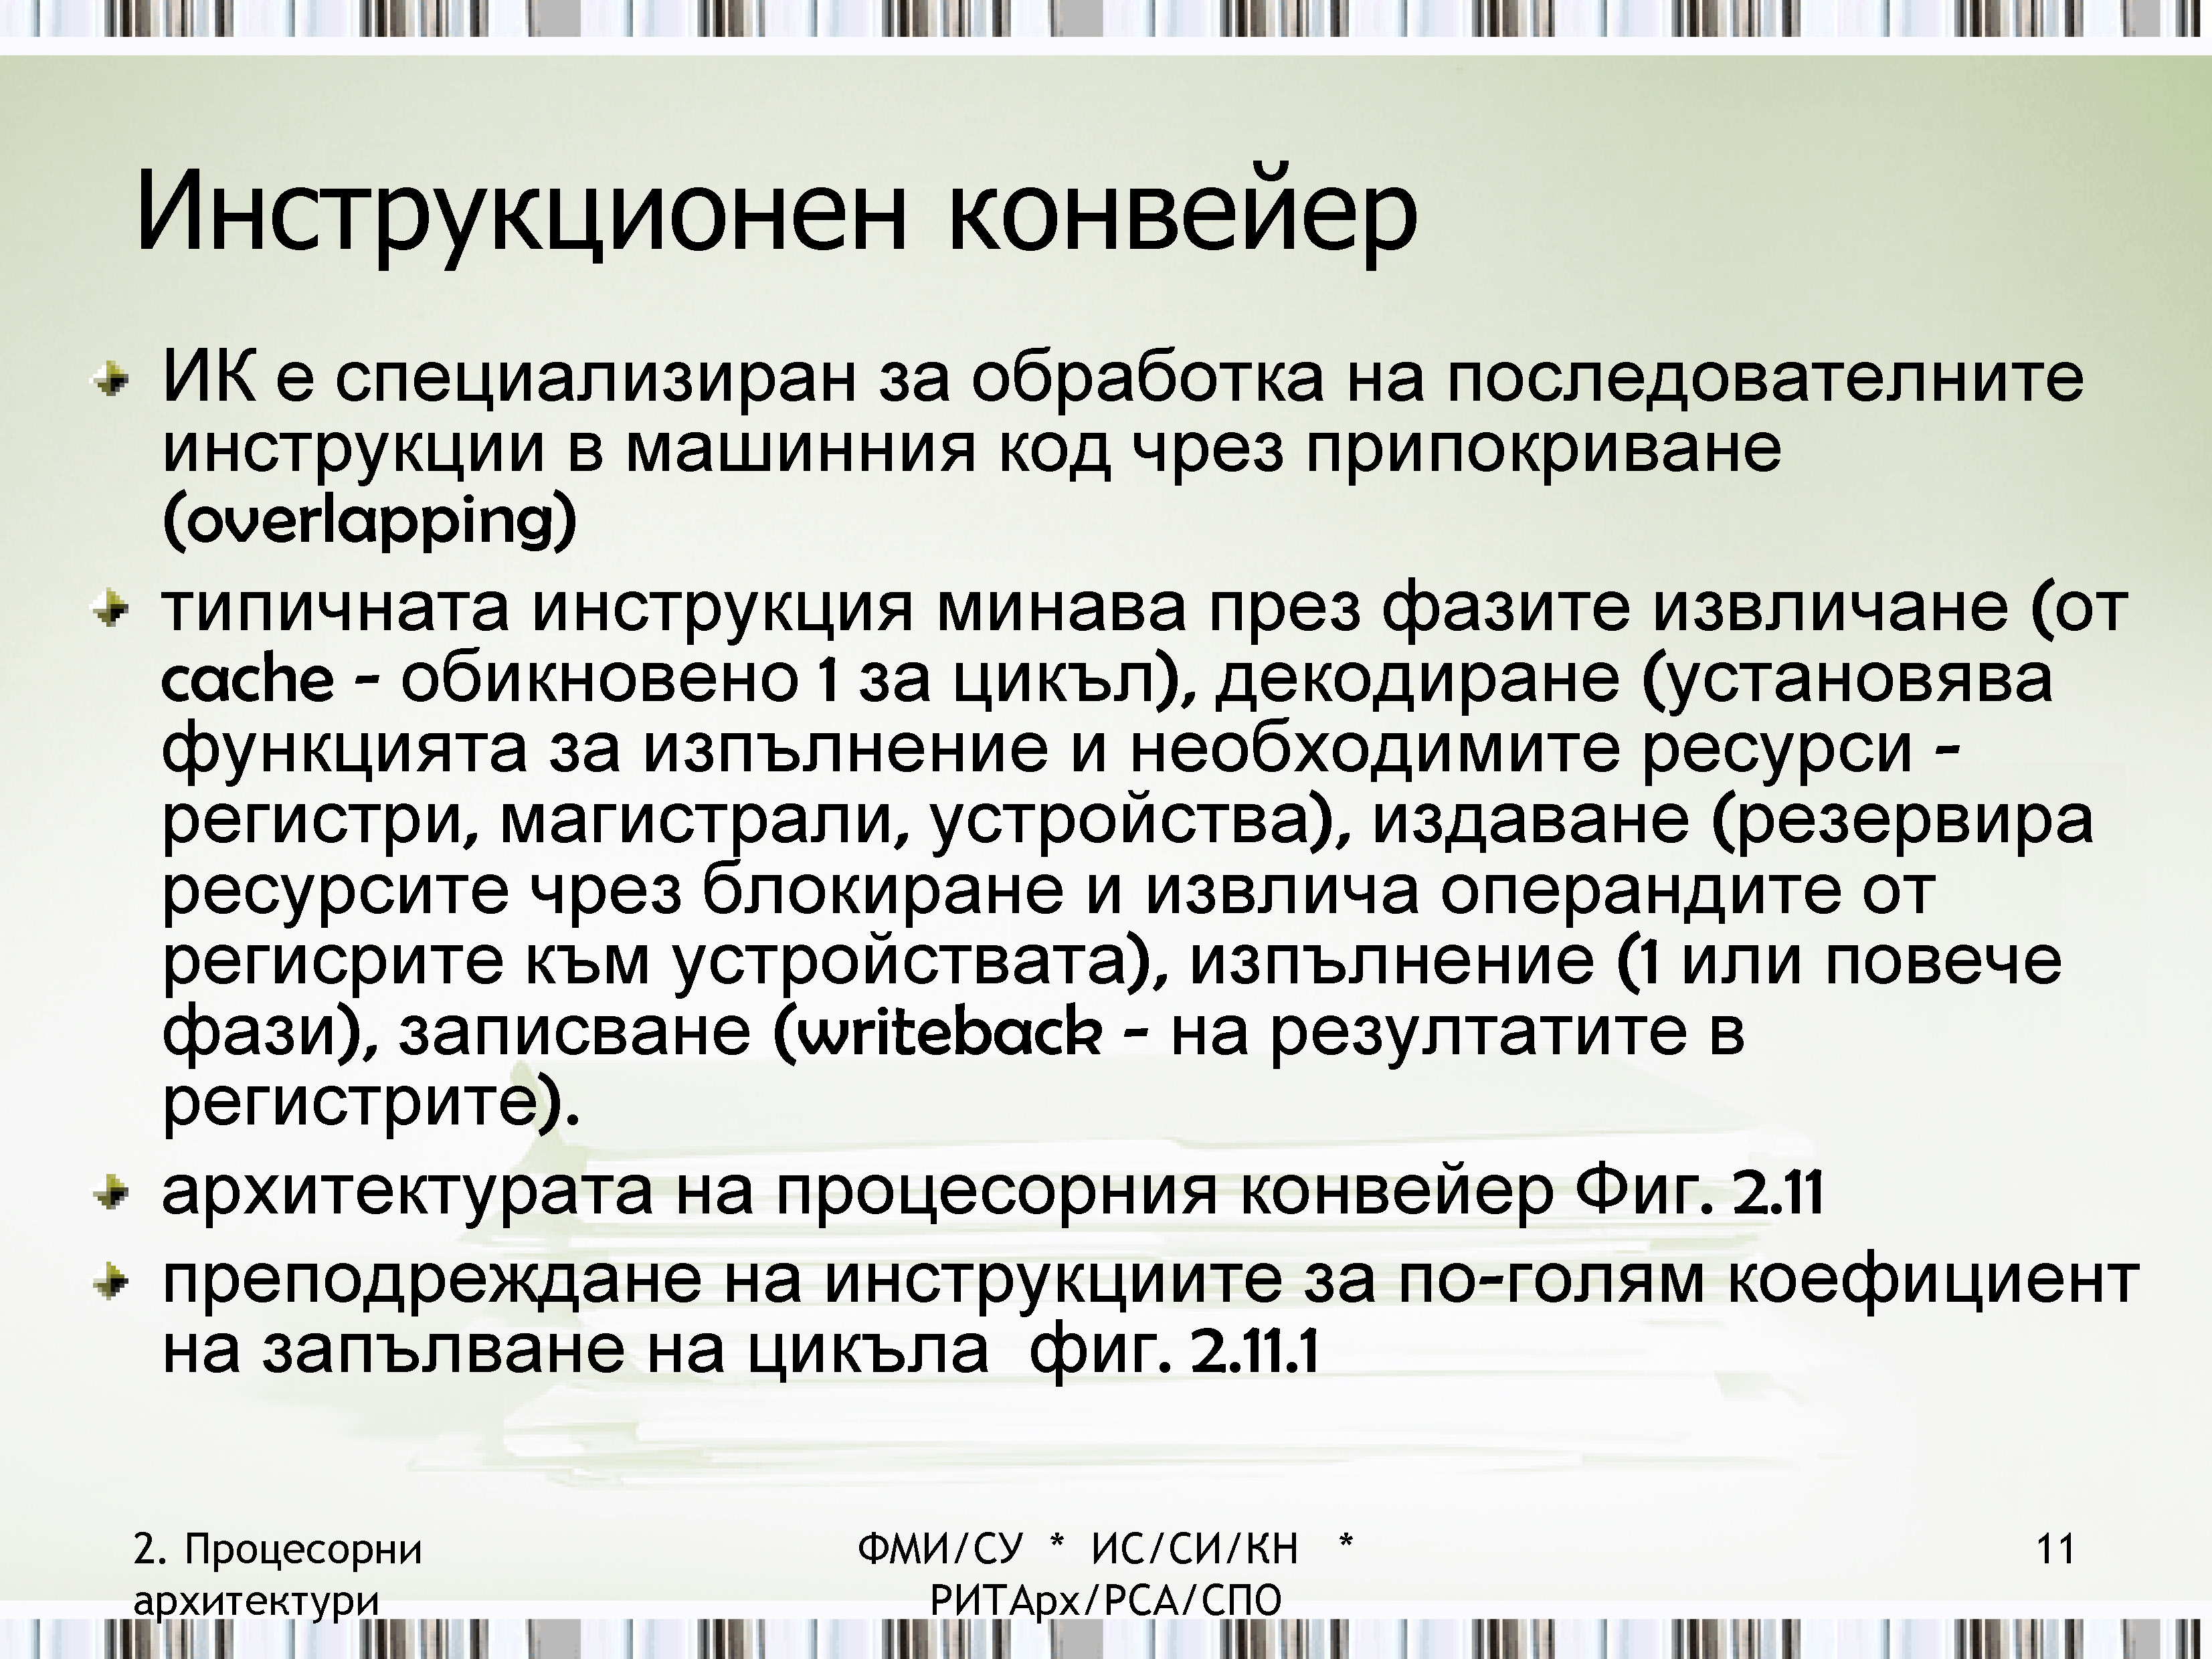 Инструкционен конвейер
ИК е специализиран за обработка на последователните
инструкции в машинния код чрез припокриване
(overlapping)
типичната инструкция минава през фазите извличане (от
cache - обикновено 1 за цикъл), декодиране (установява
функцията за изпълнение и необходимите ресурси -
регистри, магистрали, устройства), издаване (резервира
ресурсите чрез блокиране и извлича операндите от
регисрите към устройствата), изпълнение (1 или повече
фази), записване (writeback - на резултатите в
регистрите).
архитектурата на процесорния конвейер Фиг. 2.11
преподреждане на инструкциите за по-голям коефициент
на запълване на цикъла фиг. 2.11.1
2. Процесорни
архитектури
ФМИ/СУ * ИС/СИ/КН *
РИТАрх/РСА/СПО
11